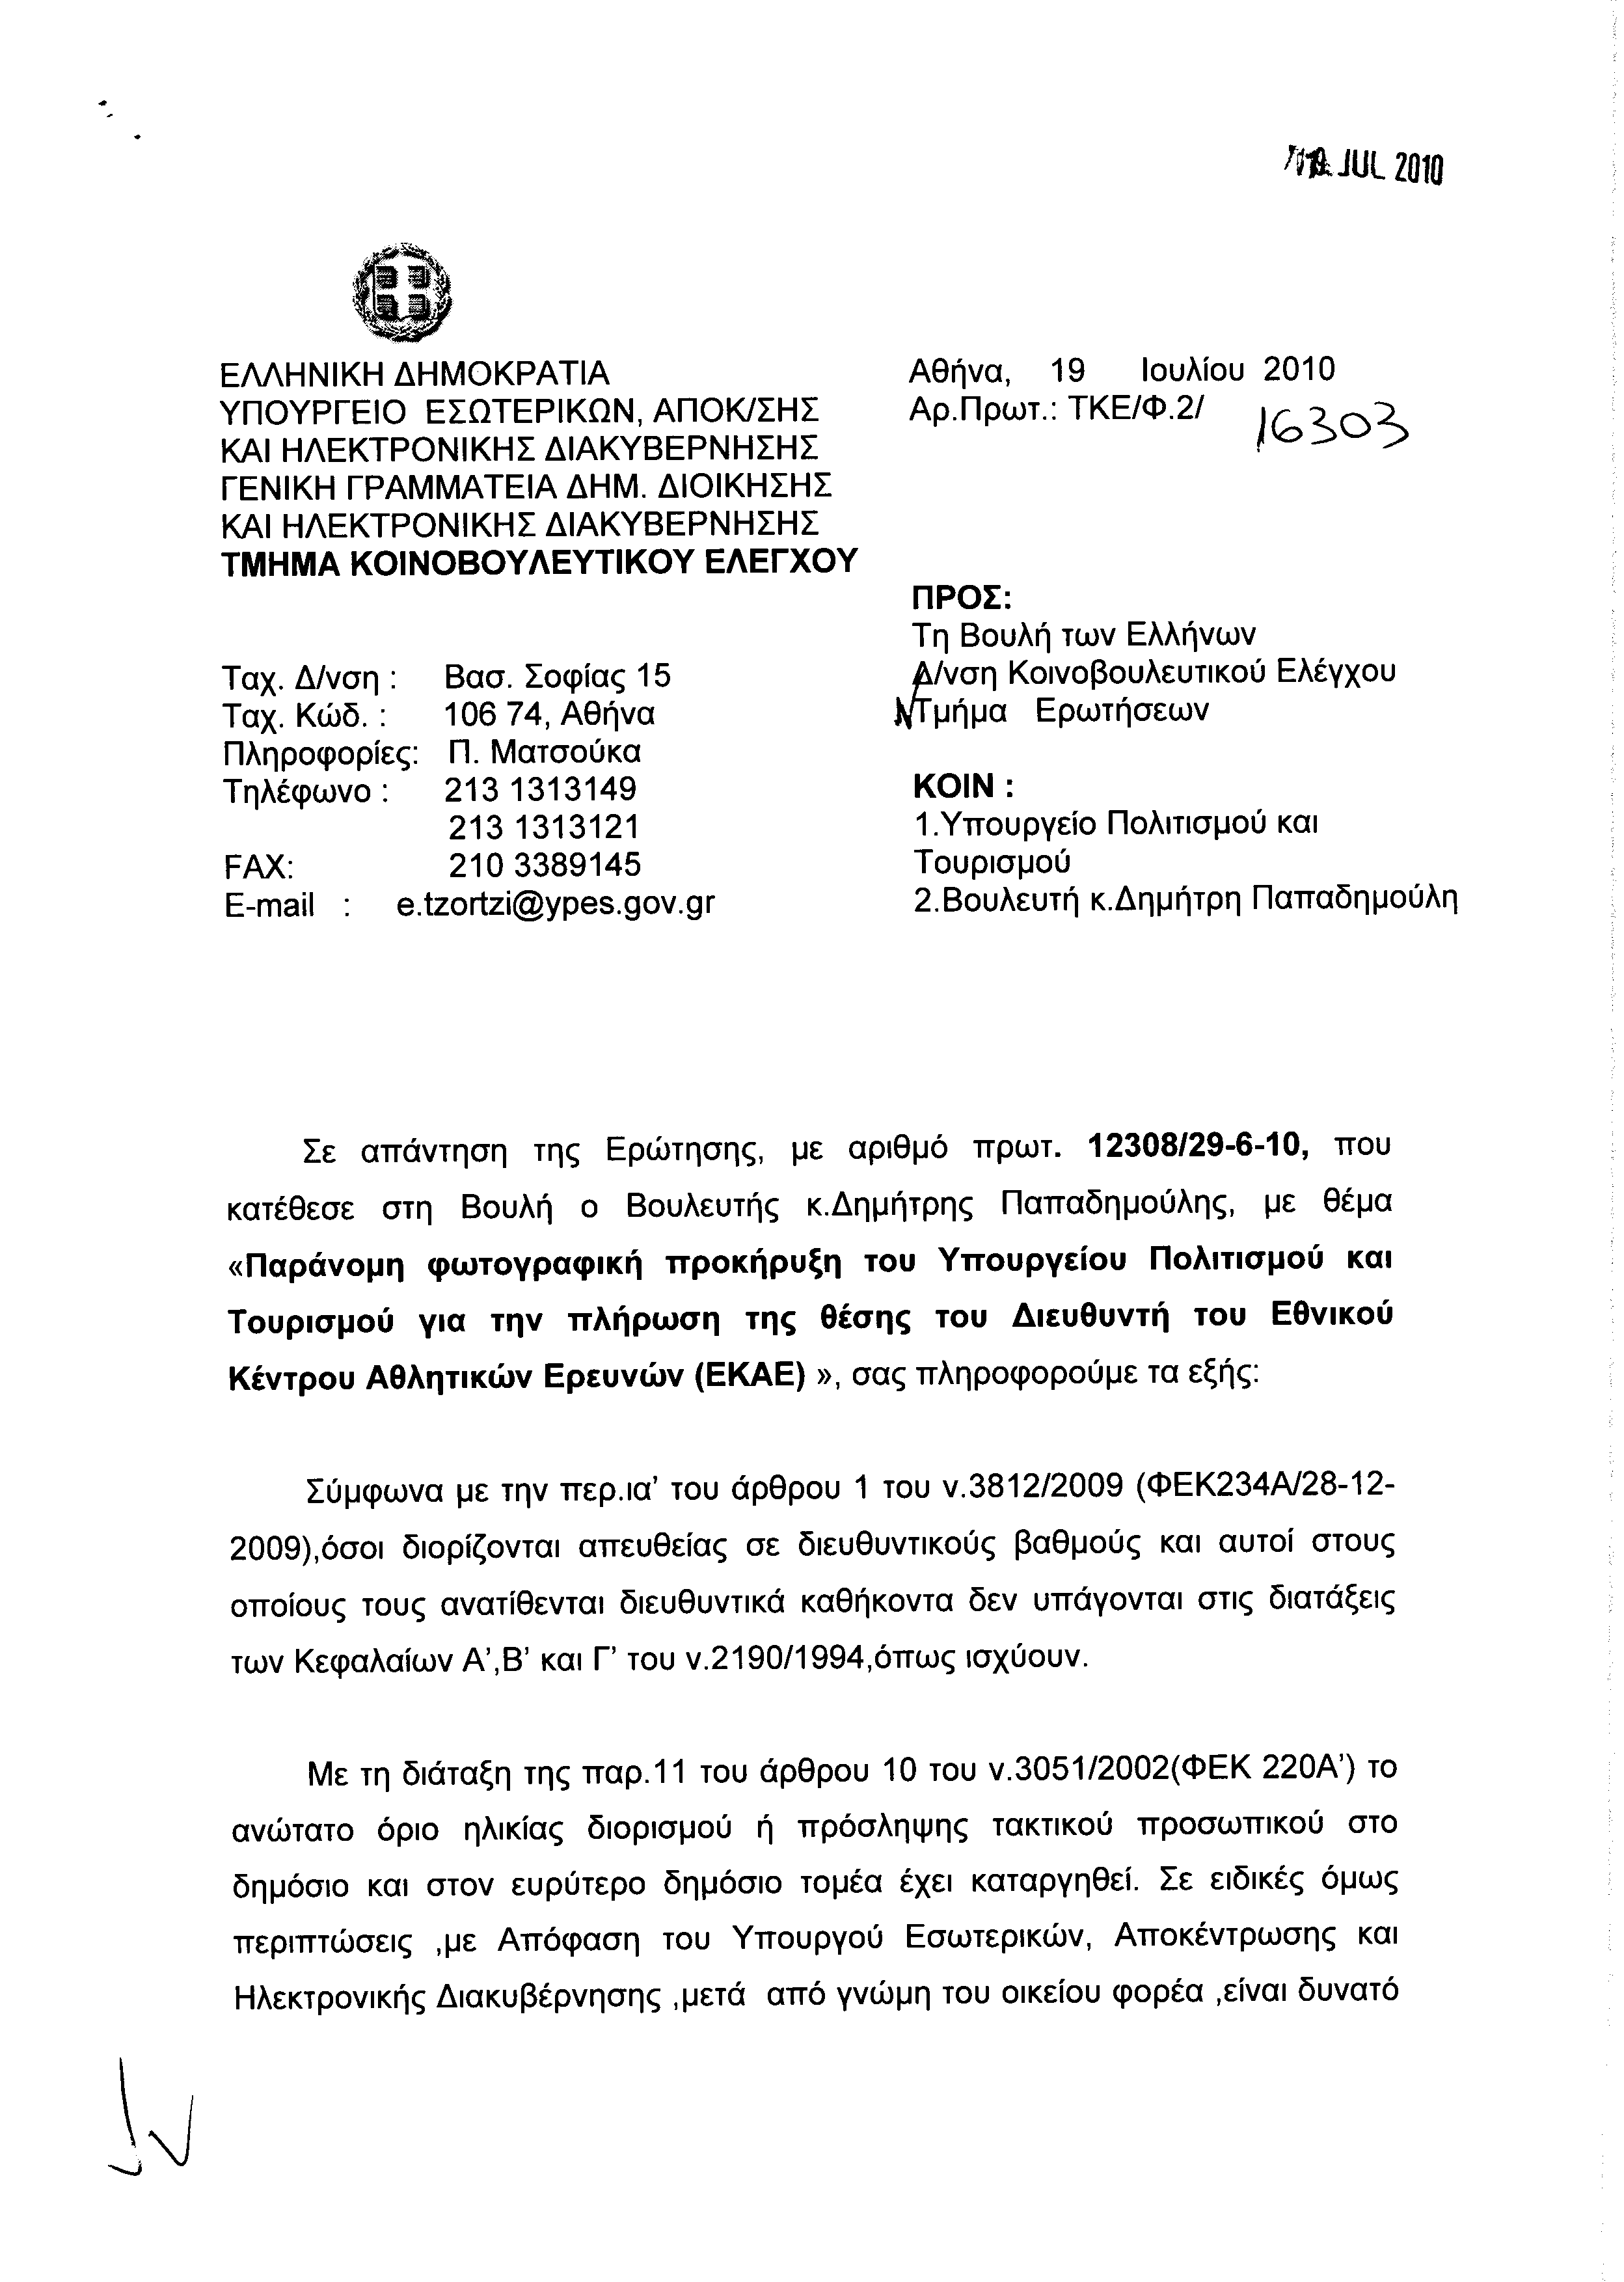 JUL 2010
ΕΛΛΗΝΙΚΗ ΔΗΜΟΚΡΑΤΙΑ
ΥΠΟΥΡΓΕΙΟ ΕΣΩΤΕΡΙΚΩΝ, ΑΠΟΚ/ΣΗΣ
ΚΑΙ ΗΛΕΚΤΡΟΝΙΚΗΣ ΔΙΑΚΥΒΕΡΝΗΣΗΣ
ΓΕΝΙΚΗ ΓΡΑΜΜΑΤΕΙΑ ΔΗΜ. ΔΙΟΙΚΗΣΗΣ
ΚΑΙ ΗΛΕΚΤΡΟΝΙΚΗΣ ΔΙΑΚΥΒΕΡΝΗΣΗΣ
ΤΜΗΜΑ ΚΟΙΝΟΒΟΥΛΕΥΤΙΚΟΥ ΕΛΕΓΧΟΥ
Ταχ. Δ/νση : Βασ. Σοφίας 15
Ταχ. Κώδ. : 106 74, Αθήνα
Πληροφορίες: Π. Ματσούκα
Τηλέφωνο : 213 1313149
213 1313121
FAX: 210 3389145
E-mail : e.tzortzi@ypes.gov.gr
Αθήνα, 19 Ιουλίου 2010
Αρ.Πρωτ.: ΤΚΕ/Φ.2/ 16303
ΠΡΟΣ:
Τη Βουλή των Ελλήνων
Δ/νση Κοινοβουλευτικού Ελέγχου
Τμήμα Ερωτήσεων
ΚΟΙΝ :
1.Υπουργείο Πολιτισμού και
Τουρισμού
2.Βουλευτή κ.Δημήτρη Παπαδημούλη
Σε απάντηση της Ερώτησης, με αριθμό πρωτ. 12308/29-6-10, που
κατέθεσε στη Βουλή ο Βουλευτής κ.Δημήτρης Παπαδημούλης, με θέμα
«Παράνομη φωτογραφική προκήρυξη του Υπουργείου Πολιτισμού και
Τουρισμού για την πλήρωση της θέσης του Διευθυντή του Εθνικού
Κέντρου Αθλητικών Ερευνών (ΕΚΑΕ) », σας πληροφορούμε τα εξής:
Σύμφωνα με την περ.ια’ του άρθρου 1 του ν.3812/2009 (ΦΕΚ234Α/28-12-
2009),όσοι διορίζονται απευθείας σε διευθυντικούς βαθμούς και αυτοί στους
οποίους τους ανατίθενται διευθυντικά καθήκοντα δεν υπάγονται στις διατάξεις
των Κεφαλαίων Α’,Β’ και Γ’ του ν.2190/1994,όπως ισχύουν.
Με τη διάταξη της παρ.11 του άρθρου 10 του ν.3051/2002(ΦΕΚ 220Α’) το
ανώτατο όριο ηλικίας διορισμού ή πρόσληψης τακτικού προσωπικού στο
δημόσιο και στον ευρύτερο δημόσιο τομέα έχει καταργηθεί. Σε ειδικές όμως
περιπτώσεις ,με Απόφαση του Υπουργού Εσωτερικών, Αποκέντρωσης και
Ηλεκτρονικής Διακυβέρνησης ,μετά από γνώμη του οικείου φορέα ,είναι δυνατό